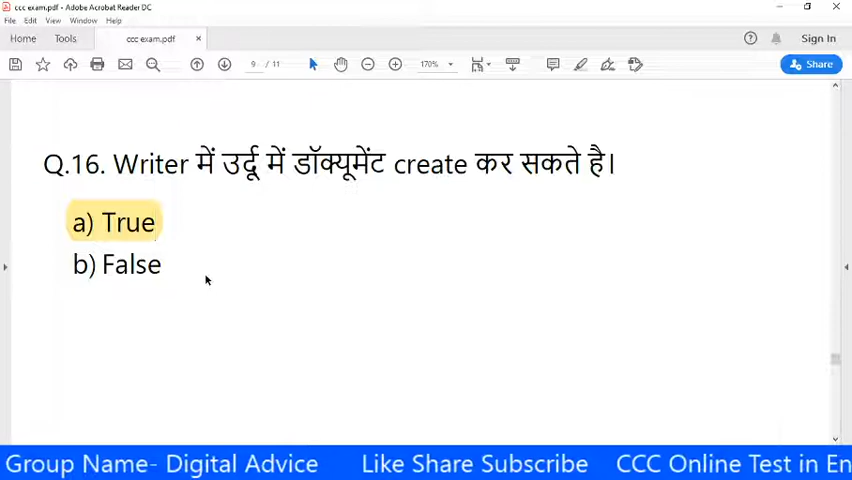 ccc exam.pdf - Adobe Acrobat Reader DC
File Edit View Window Help
Home Tools ccc exam.pdf × Sign In
9 / 11 170% Share
Q.16. Writer में उर्दू में डॉक्यूमेंट create कर सकते है।
a) True
b) False
Group Name- Digital Advice Like Share Subscribe CCC Online Test in En